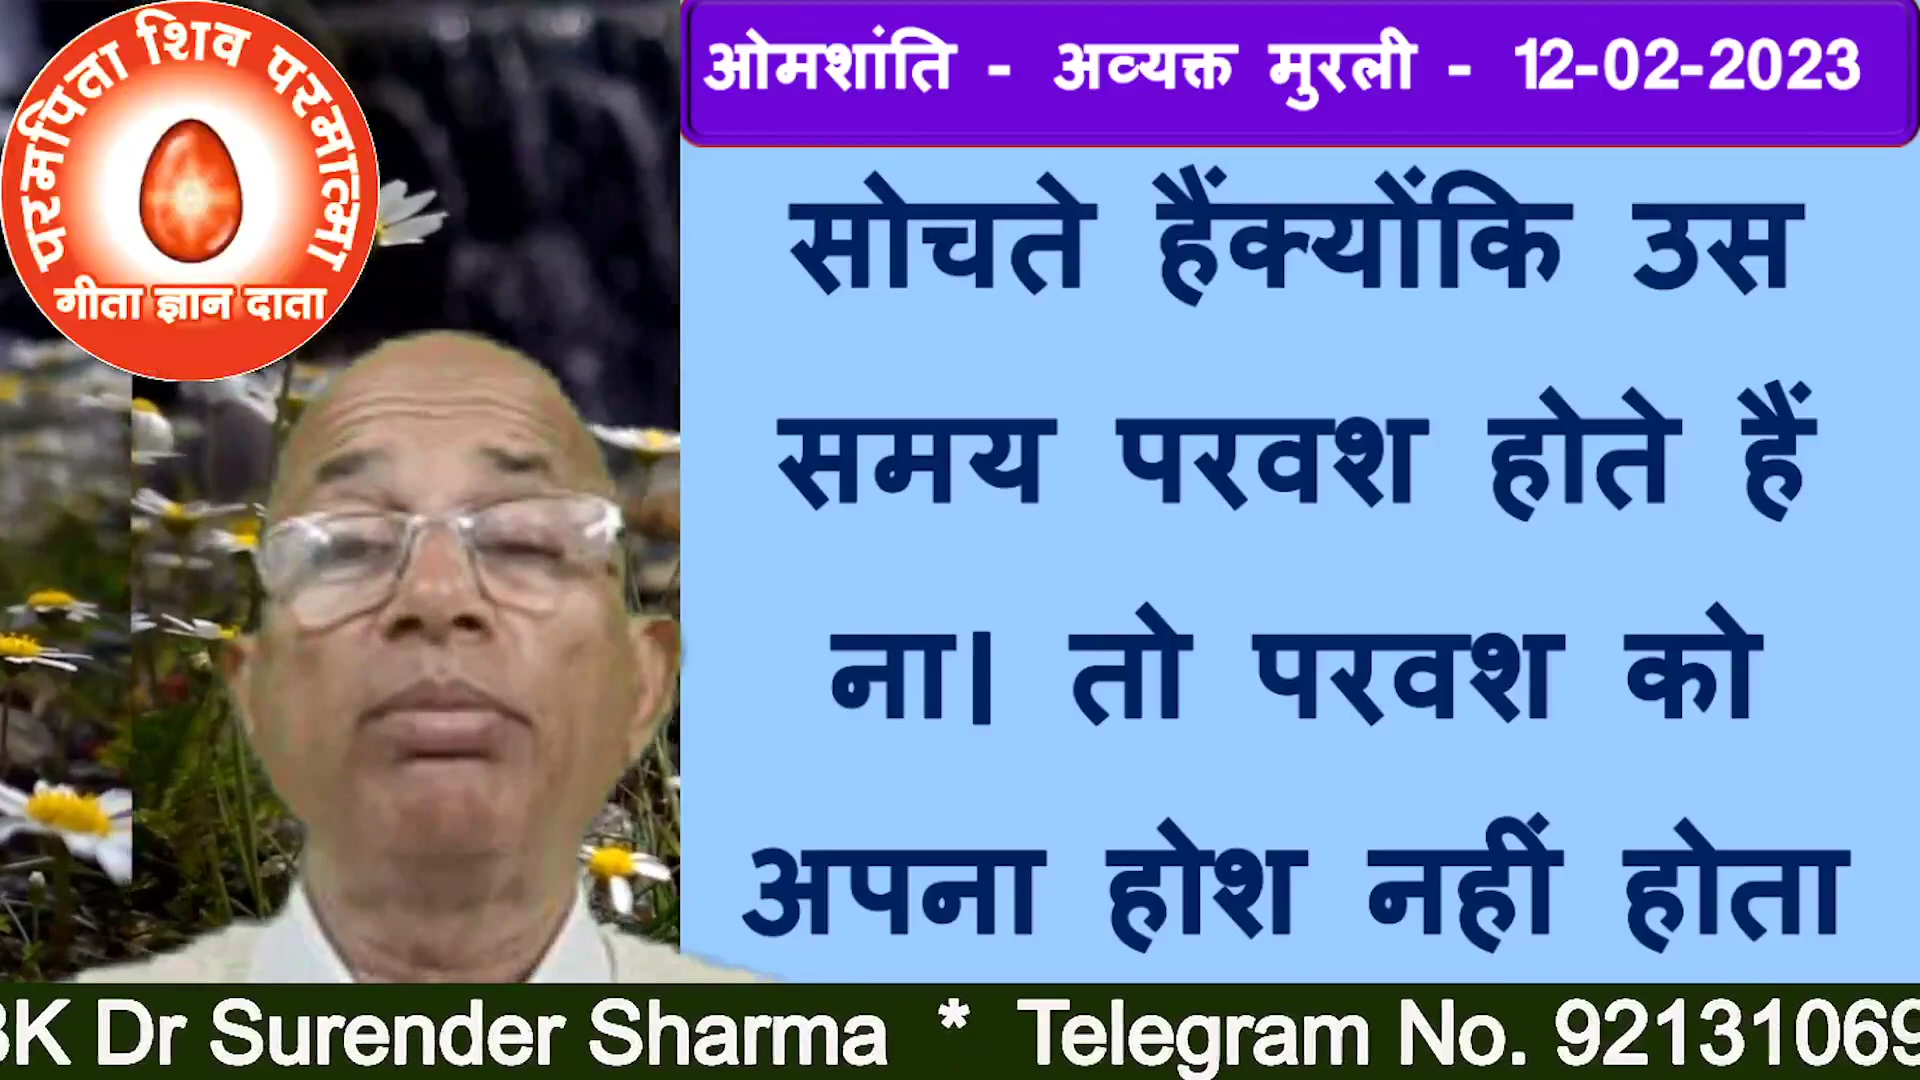 परमपिता शिव परमात्मा
गीता ज्ञान दाता
ओमशांति - अव्यक्त मुरली - 12-02-2023
सोचते हैंक्योंकि उस
समय परवश होते हैं
ना। तो परवश को
अपना होश नहीं होता
BK Dr Surender Sharma * Telegram No. 92131069